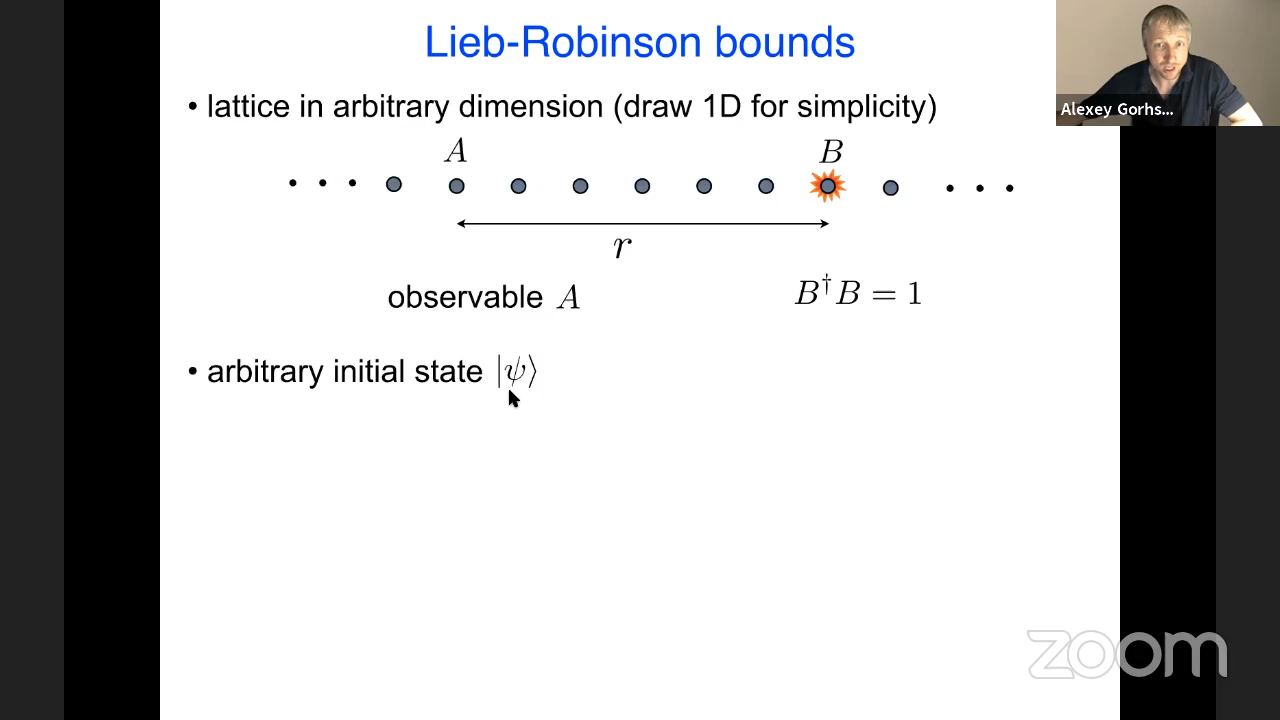 Lieb-Robinson bounds
Alexey Gorhs...
• lattice in arbitrary dimension (draw 1D for simplicity)
A B
r
observable A B†B = 1
• arbitrary initial state |ψ⟩
zoom